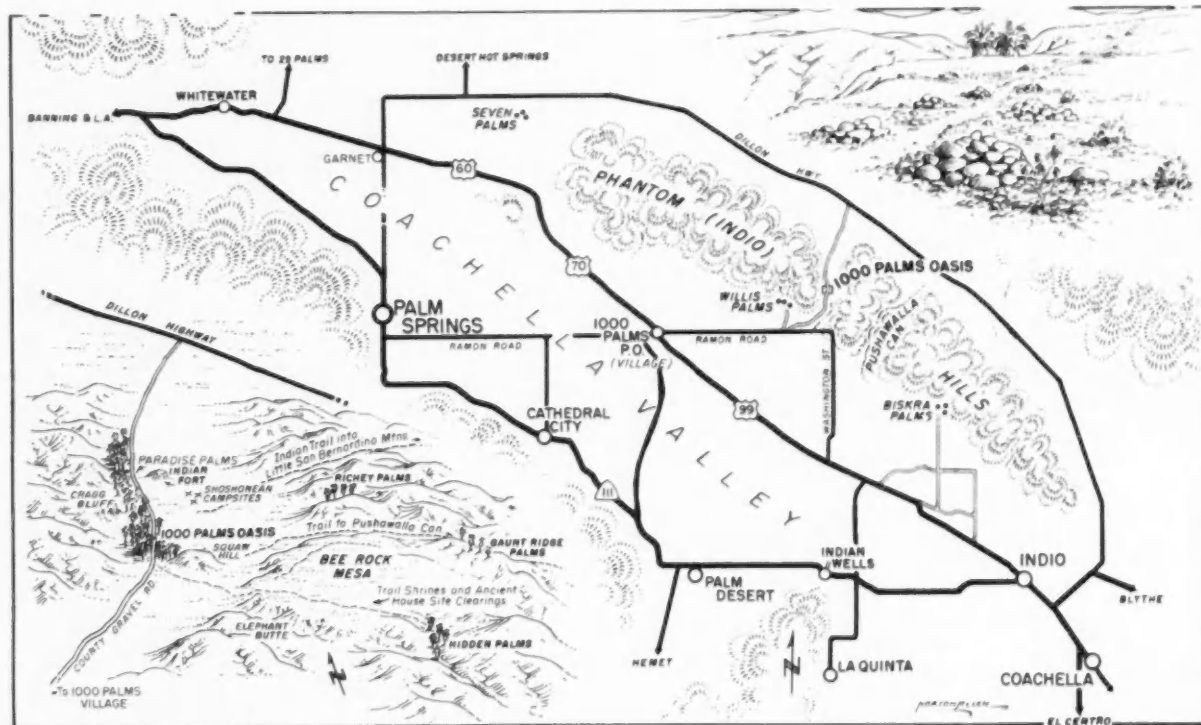 TO 29 PALMS
DESERT HOT SPRINGS
WHITEWATER
BANNING & L.A.
SEVEN
PALMS
GARNET
60
DILLON
HWY.
COACHELLA VALLEY
PHANTOM (INDIO)
HILLS
70
1000 PALMS OASIS
WILLIS
PALMS
PUSHAWALLA
CAN.
PALM
SPRINGS
1000
PALMS
P.O.
(VILLAGE)
RAMON ROAD
RAMON ROAD
WASHINGTON ST.
99
BISKRA
PALMS
CATHEDRAL
CITY
111
INDIAN
WELLS
PALM
DESERT
INDIO
BLYTHE
HEMET
N
LA QUINTA
COACHELLA
EL CENTRO
NORTON ALLEN
DILLON
HIGHWAY
PARADISE PALMS
INDIAN
FORT
Indian Trail into
Little San Bernardino Mtns.
CRAGG
BLUFF
SHOSHONEAN
CAMPSITES
RICHEY PALMS
1000 PALMS OASIS
SQUAW
HILL
Trail to Pushawalla Can.
GAUNT RIDGE
PALMS
BEE ROCK
MESA
Trail Shrines and Ancient
House Site Clearings
COUNTY GRAVEL RD.
ELEPHANT
BUTTE
HIDDEN PALMS
N
To 1000 PALMS
VILLAGE